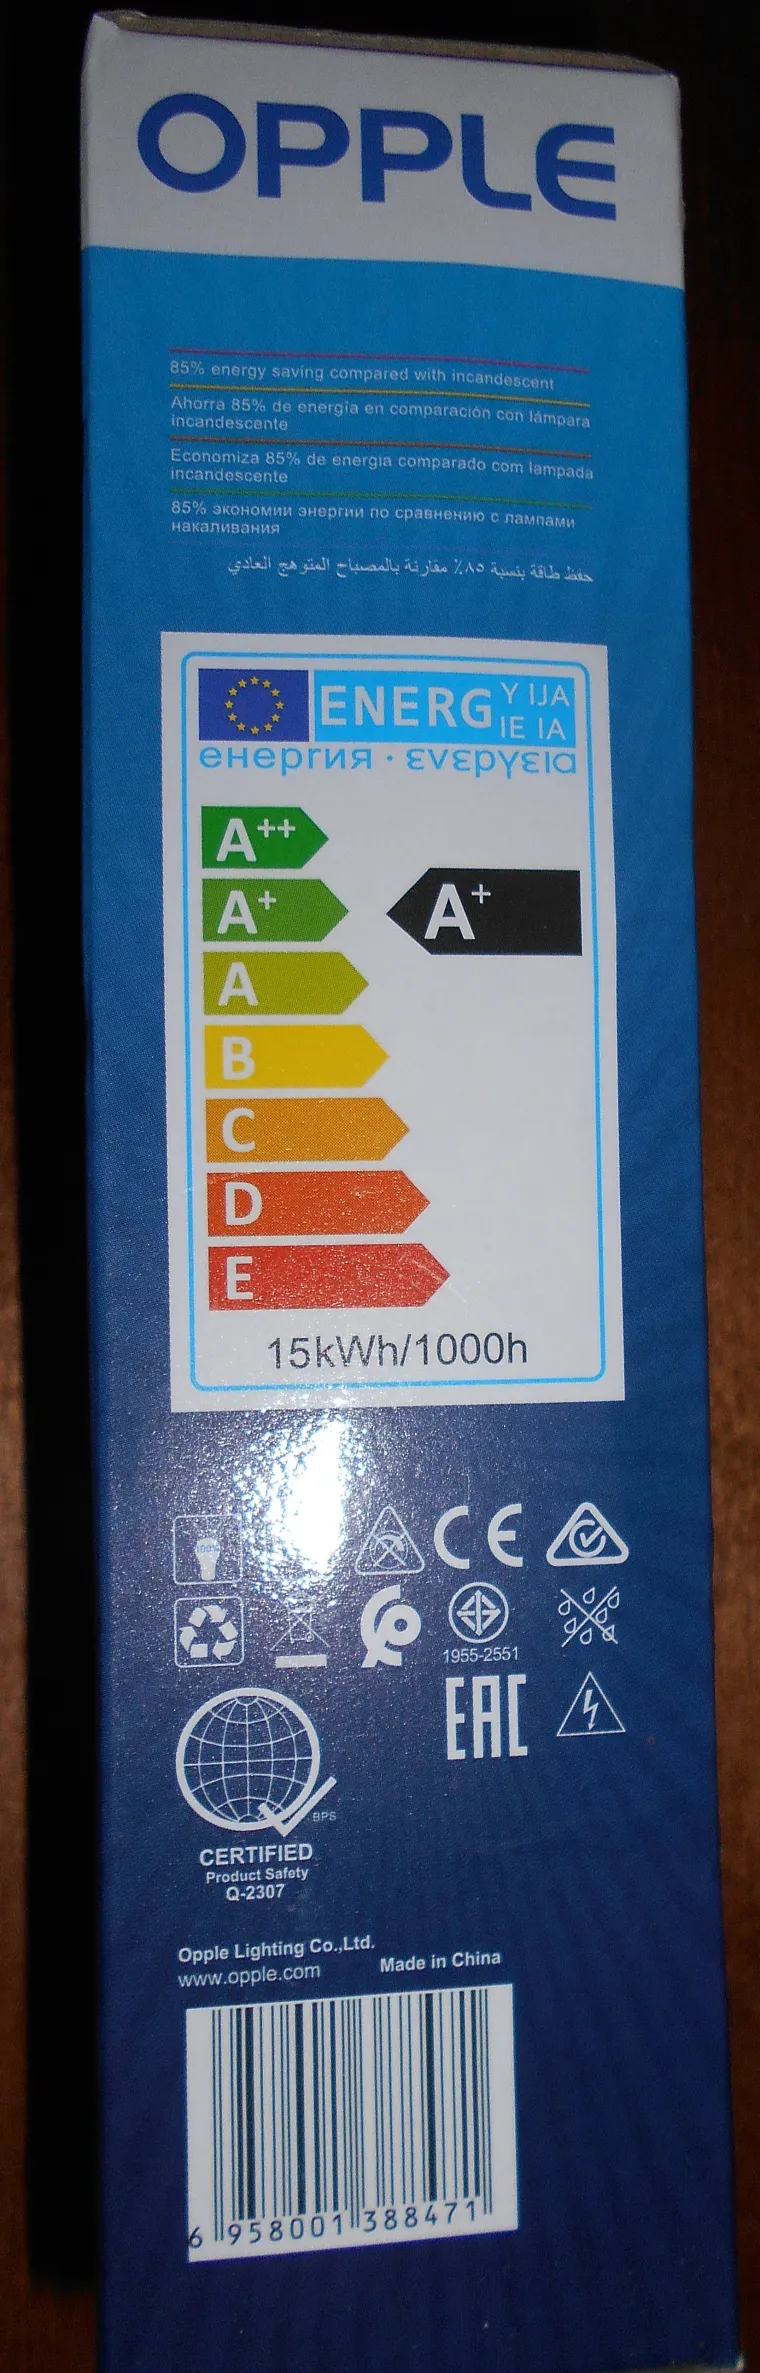 OPPLE
85% energy saving compared with incandescent
Ahorra 85% de energía en comparación con lámpara
incandescente
Economiza 85% de energia comparado com lampada
incandescente
85% экономии энергии по сравнению с лампами
накаливания
حفظ طاقة بنسبة ٨٥٪ مقارنة بالمصباح المتوهج العادي
ENERG Y IJA
IE IA
енергия · ενεργεια
A++
A+ A+
A
B
C
D
E
15kWh/1000h
CE
1955-2551
EAC
BPS
CERTIFIED
Product Safety
Q-2307
Opple Lighting Co.,Ltd.
www.opple.com Made in China
6 958001 388471